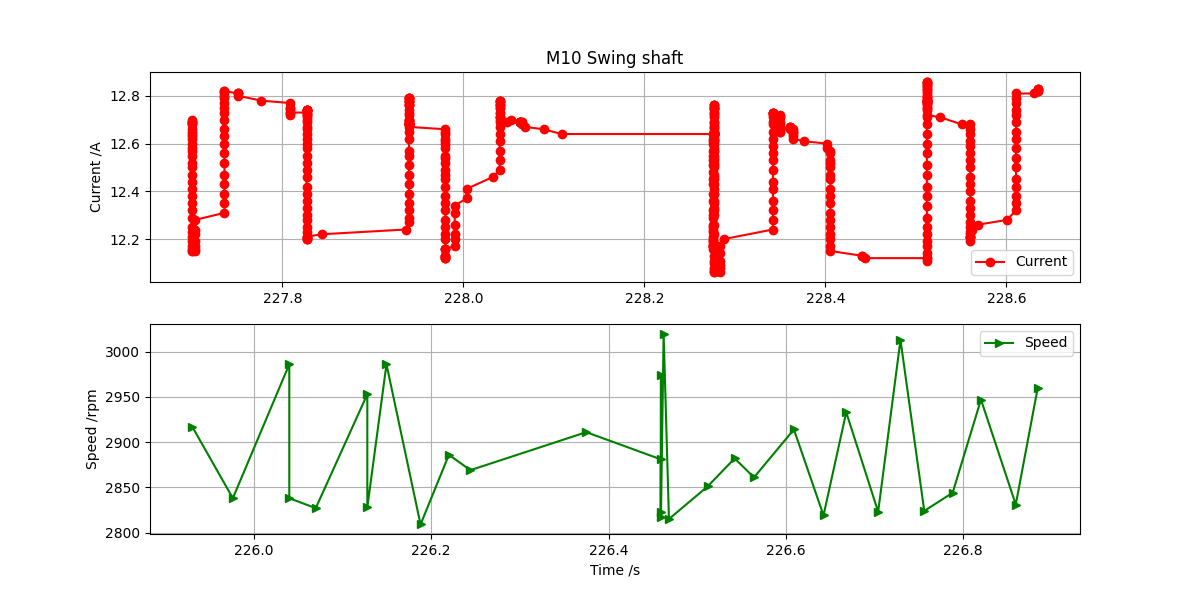 M10 Swing shaft
Current /A
12.8
12.6
12.4
12.2
Current
227.8 228.0 228.2 228.4 228.6
Speed /rpm
3000
2950
2900
2850
2800
Speed
226.0 226.2 226.4 226.6 226.8
Time /s